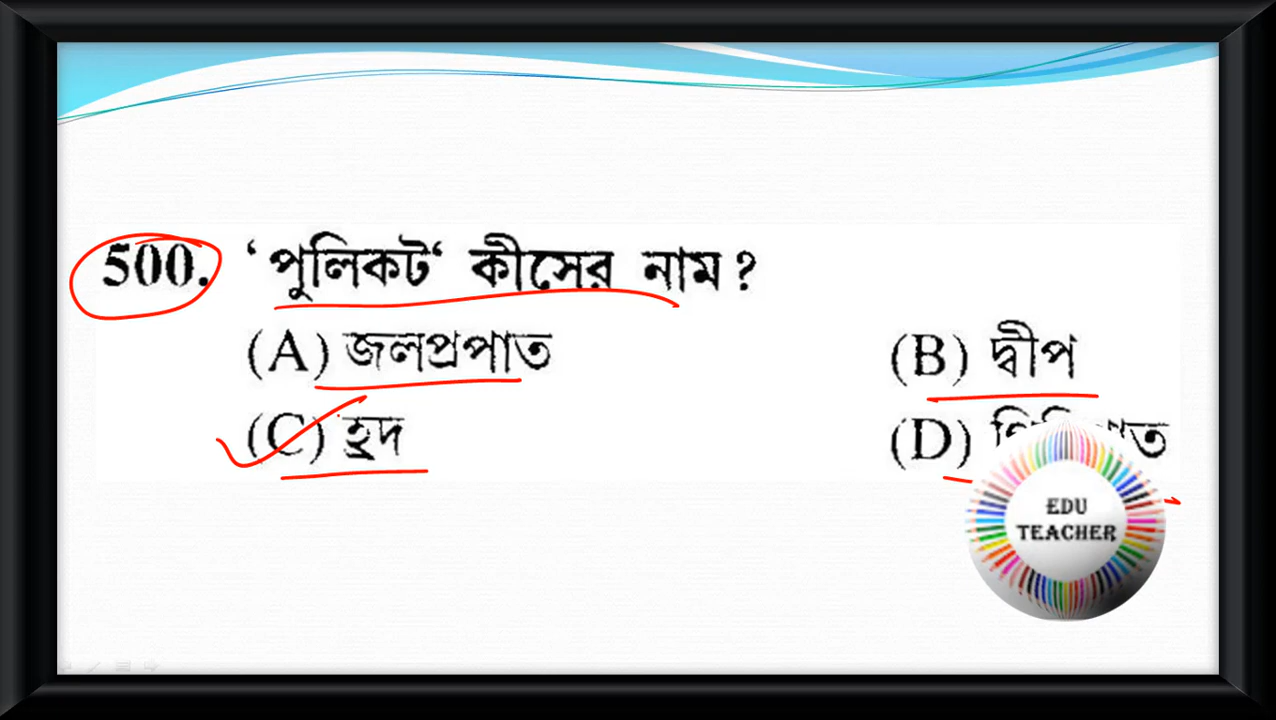 500. ‘পুলিকট‘ কীসের নাম?
(A) জলপ্রপাত (B) দ্বীপ
(C) হ্রদ (D)
EDU
TEACHER